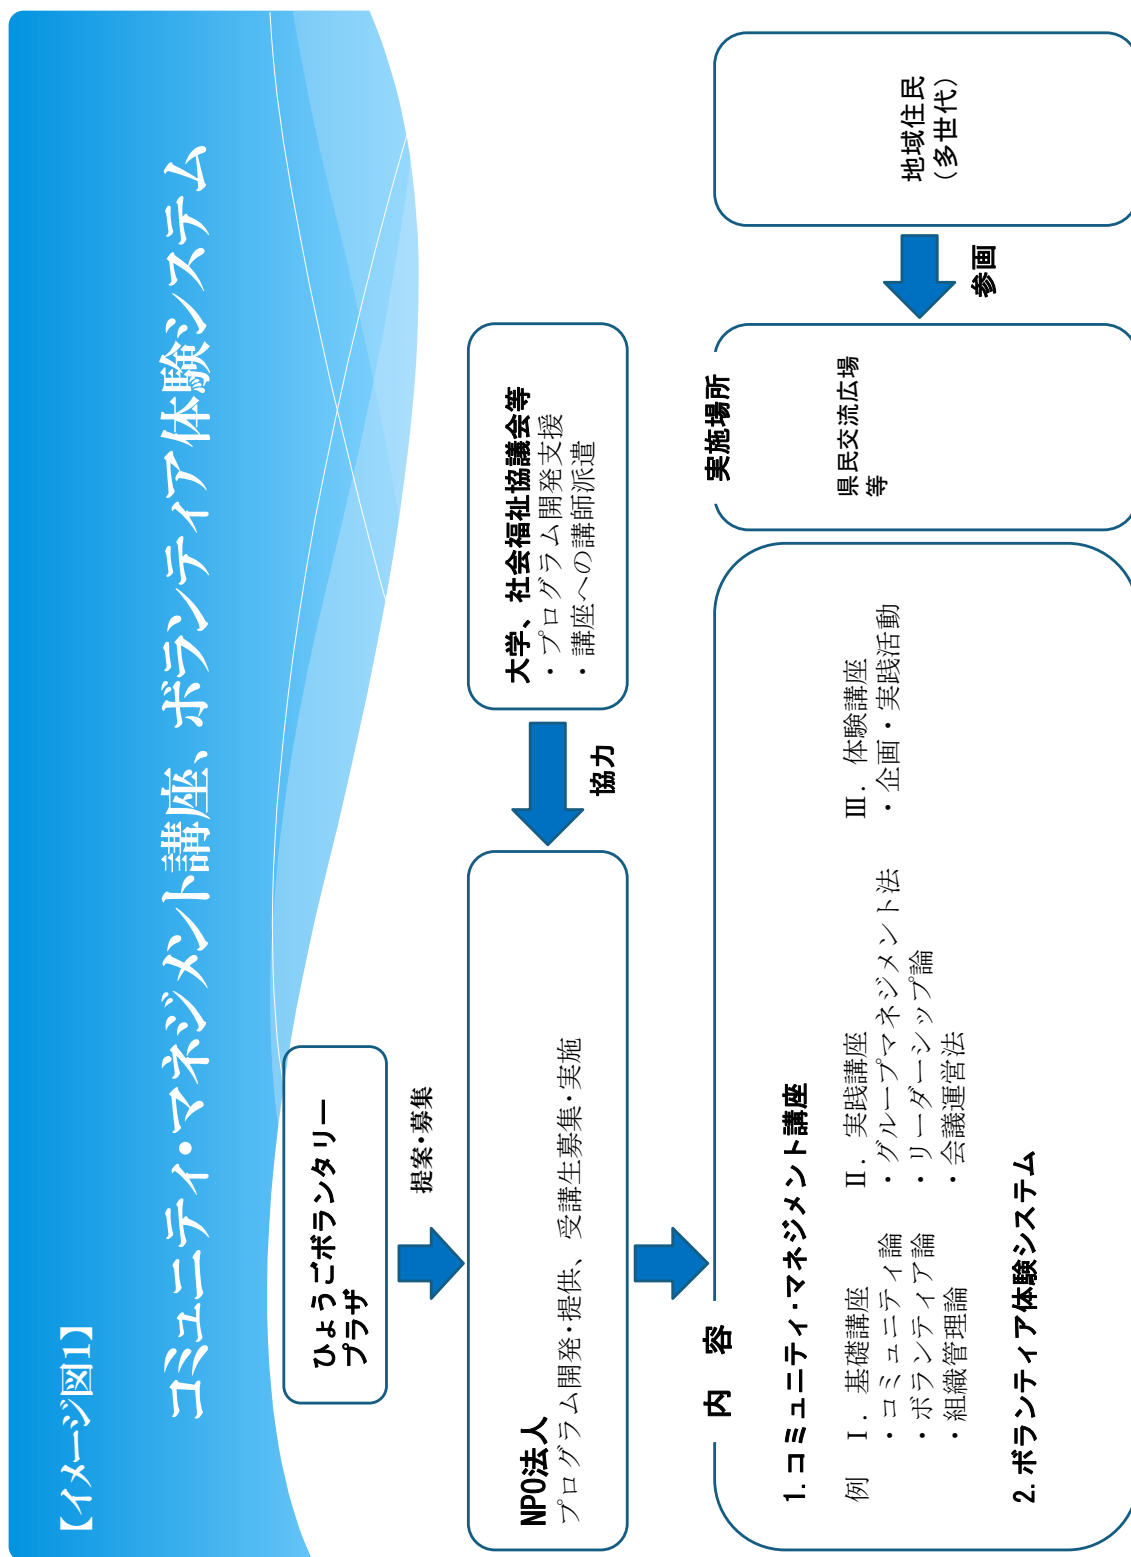 【イメージ図1】
コミュニティ・マネジメント講座、ボランティア体験システム
ひょうごボランタリー
プラザ
提案・募集
NPO法人
プログラム開発・提供、受講生募集・実施
大学、社会福祉協議会等
・プログラム開発支援
・講座への講師派遣
協力
内　容
1. コミュニティ・マネジメント講座
例　Ⅰ．基礎講座
・コミュニティ論
・ボランティア論
・組織管理論
Ⅱ．実践講座
・グループマネジメント法
・リーダーシップ論
・会議運営法
Ⅲ．体験講座
・企画・実践活動
2. ボランティア体験システム
実施場所
県民交流広場
等
参画
地域住民
（多世代）